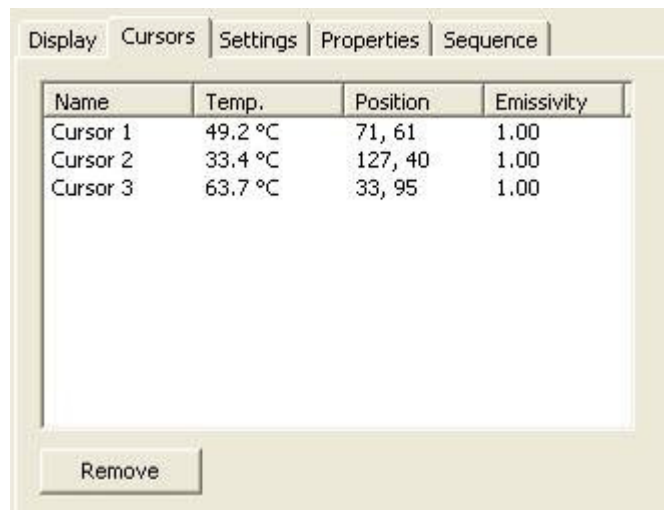 Display Cursors Settings Properties Sequence
Name Temp. Position Emissivity
Cursor 1 49.2 °C 71, 61 1.00
Cursor 2 33.4 °C 127, 40 1.00
Cursor 3 63.7 °C 33, 95 1.00
Remove